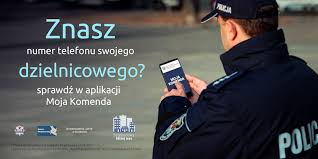 Znasz
numer telefonu swojego
dzielnicowego?
sprawdź w aplikacji
Moja Komenda
POLICJA
MOJA
KOMENDA
POLIC